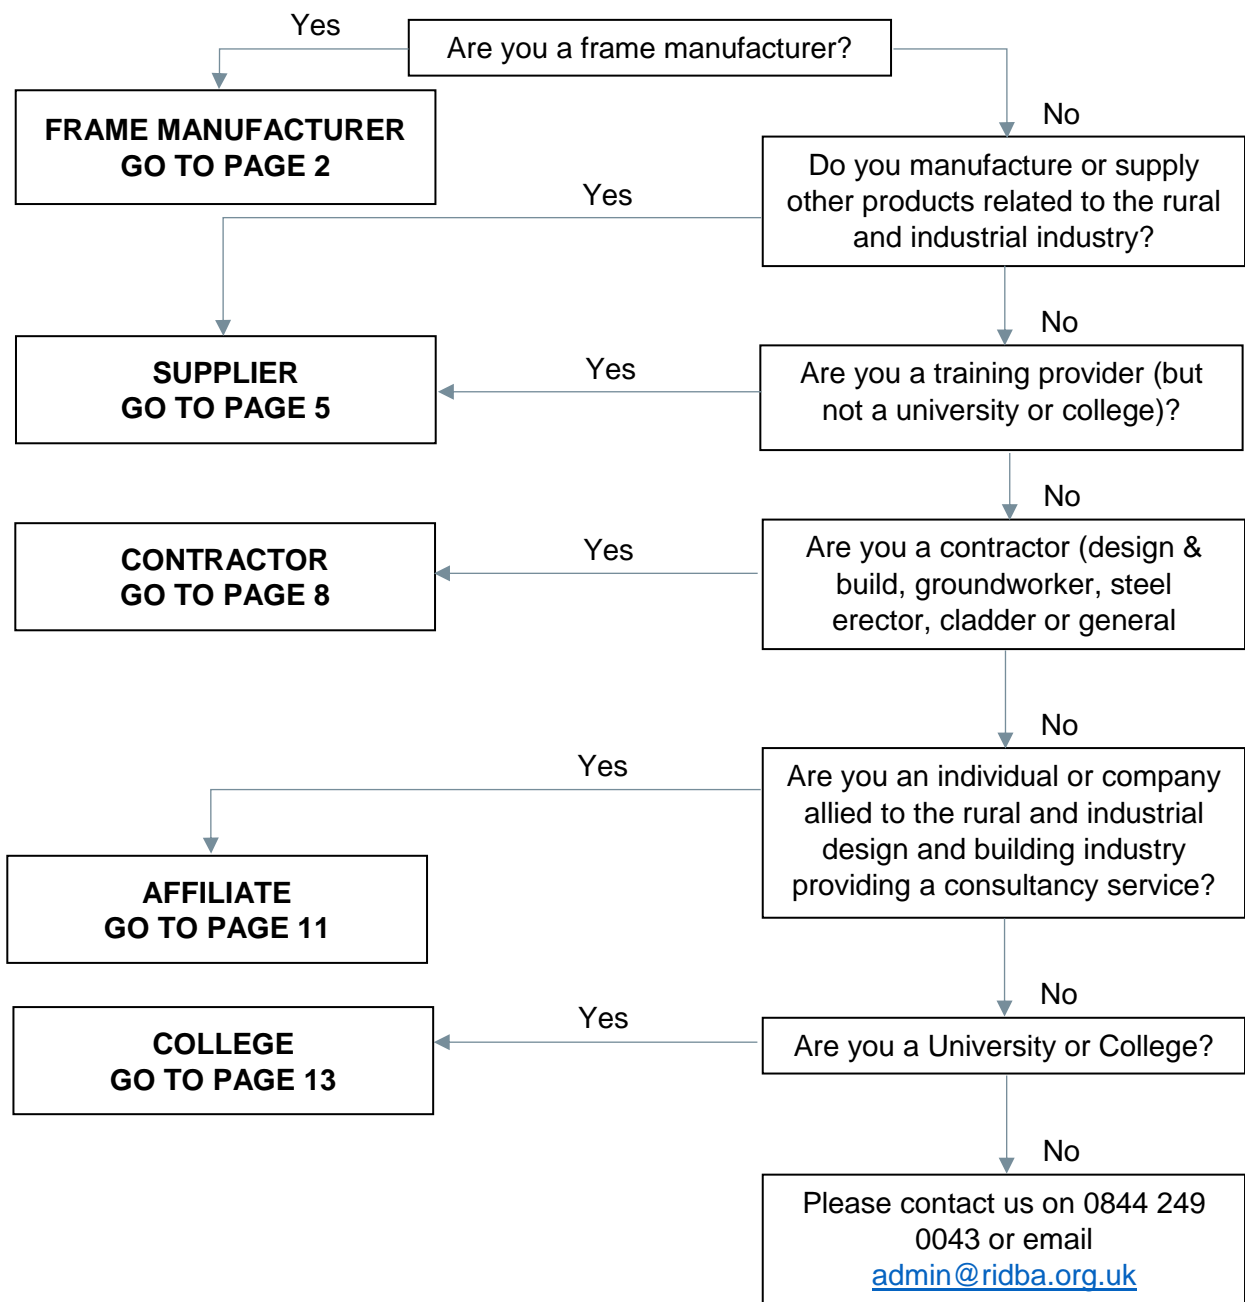 Yes
Are you a frame manufacturer?
FRAME MANUFACTURER
GO TO PAGE 2
No
Do you manufacture or supply
other products related to the rural
and industrial industry?
Yes
No
SUPPLIER
GO TO PAGE 5
Yes
Are you a training provider (but
not a university or college)?
No
CONTRACTOR
GO TO PAGE 8
Yes
Are you a contractor (design &
build, groundworker, steel
erector, cladder or general
No
Yes
Are you an individual or company
allied to the rural and industrial
design and building industry
providing a consultancy service?
AFFILIATE
GO TO PAGE 11
No
COLLEGE
GO TO PAGE 13
Yes
Are you a University or College?
No
Please contact us on 0844 249
0043 or email
admin@ridba.org.uk